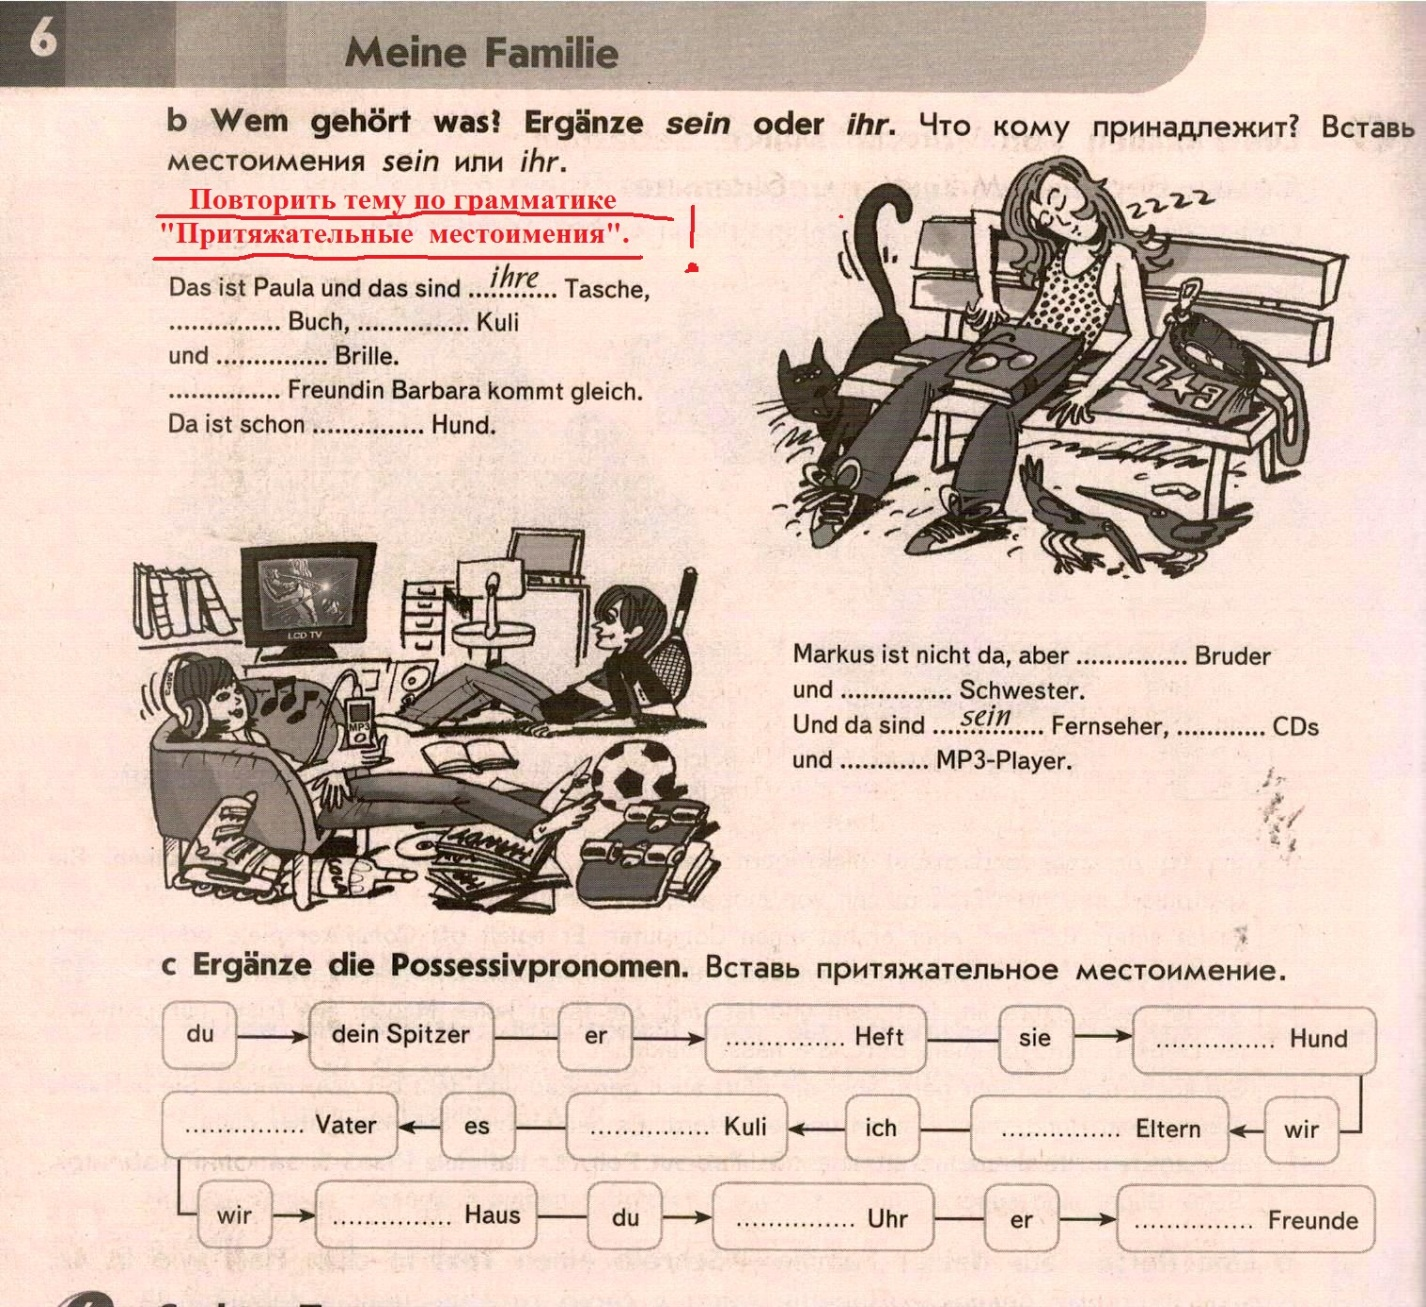 6
Meine Familie
b Wem gehört was? Ergänze sein oder ihr. Что кому принадлежит? Вставь
местоимения sein или ihr.
Повторить тему по грамматике
"Притяжательные местоимения". !
Das ist Paula und das sind ...ihre... Tasche,
............... Buch, ............... Kuli
und ............... Brille.
............... Freundin Barbara kommt gleich.
Da ist schon ............... Hund.
zzzz
LCD TV
MP3
MP3
Markus ist nicht da, aber ............... Bruder
und ............... Schwester.
Und da sind ...sein... Fernseher, ............ CDs
und ............ MP3-Player.
c Ergänze die Possessivpronomen. Вставь притяжательное местоимение.
du dein Spitzer er ................ Heft sie ................ Hund
................ Vater es ................ Kuli ich ................ Eltern wir
wir ................ Haus du ................ Uhr er ................ Freunde